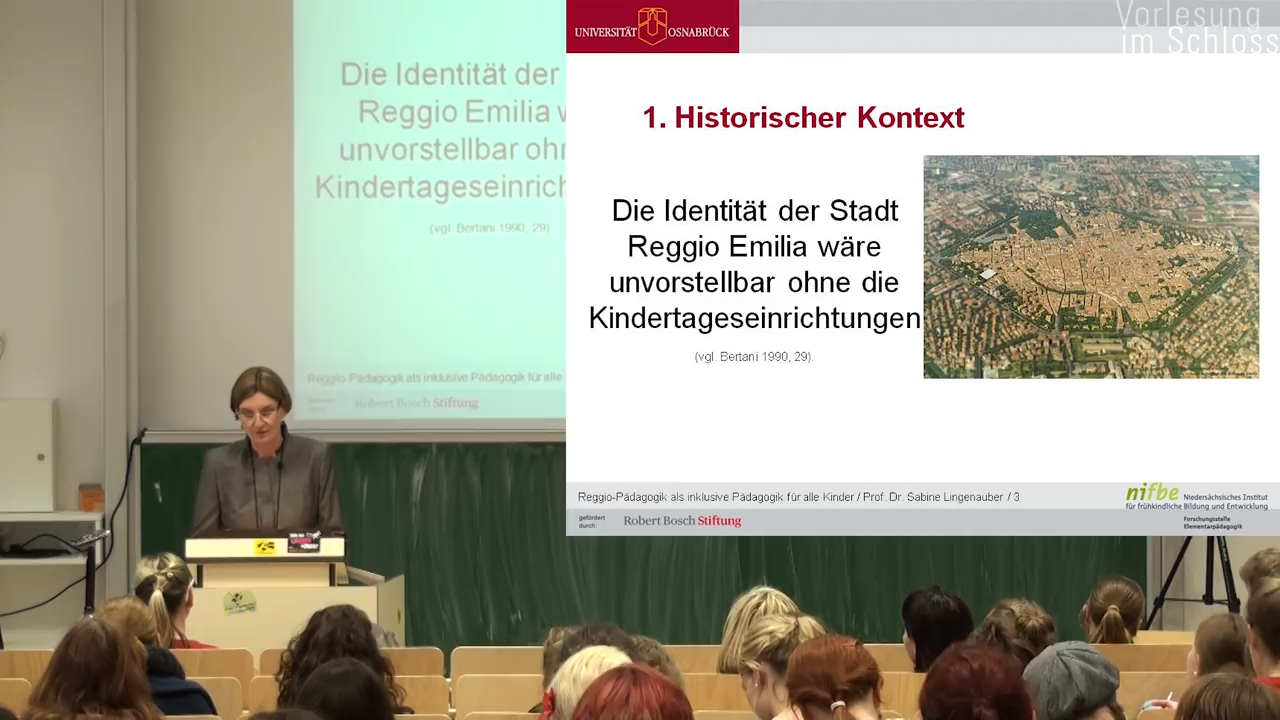 Die Identität der
Reggio Emilia
unvorstellbar
Kindertageseinrich
(vgl. Bertani 1990, 29)
Reggio-Pädagogik als inklusive Pädagogik für alle
Robert Bosch Stiftung
UNIVERSITÄT OSNABRÜCK
Vorlesung
im Schloss
1. Historischer Kontext
Die Identität der Stadt
Reggio Emilia wäre
unvorstellbar ohne die
Kindertageseinrichtungen
(vgl. Bertani 1990, 29).
Reggio-Pädagogik als inklusive Pädagogik für alle Kinder / Prof. Dr. Sabine Lingenauber / 3
gefördert
durch:
Robert Bosch Stiftung
nifbe Niedersächsisches Institut
für frühkindliche Bildung und Entwicklung
Forschungsstelle
Elementarpädagogik